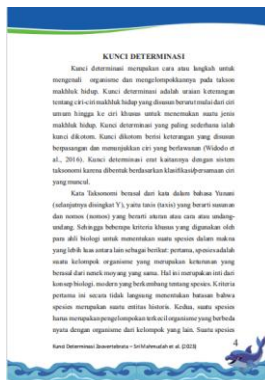 KUNCI DETERMINASI
Kunci determinasi merupakan cara atau langkah untuk
mengenali organisme dan mengelompokkannya pada takson
makhluk hidup. Kunci determinasi adalah uraian keterangan
tentang ciri-ciri makhluk hidup yang disusun berurut mulai dari ciri
umum hingga ke ciri khusus untuk menemukan suatu jenis
makhluk hidup. Kunci determinasi yang paling sederhana ialah
kunci dikotom. Kunci dikotom berisi keterangan yang disusun
berpasangan dan menunjukkan ciri yang berlawanan (Widodo et
al., 2016). Kunci determinasi erat kaitannya dengan sistem
taksonomi karena dibentuk berdasarkan klasifikasi/persamaan ciri
yang muncul.
Kata Taksonomi berasal dari kata dalam bahasa Yunani
(selanjutnya disingkat Y), yaitu taxis (taxis) yang berarti susunan
dan nomos (nomos) yang berarti aturan atau cara atau undang-
undang. Sehingga beberapa kriteria khusus yang digunakan oleh
para ahli biologi untuk menentukan suatu spesies dalam makna
yang lebih luas antara lain sebagai berikut: pertama, spesies adalah
suatu kelompok organisme yang merupakan keturunan yang
berasal dari nenek moyang yang sama. Hal ini merupakan inti dari
konsep biologi. modern yang berkembang tentang spesies. Kriteria
pertama ini secara tidak langsung menentukan batasan bahwa
spesies merupakan suatu entitas historis. Kedua, suatu spesies
harus merupakan pengelompokan terkecil organisme yang berbeda
nyata dengan organisme dari kelompok yang lain. Suatu spesies
Kunci Determinasi Invertebrata – Sri Mahmudah et al. (2023)
4